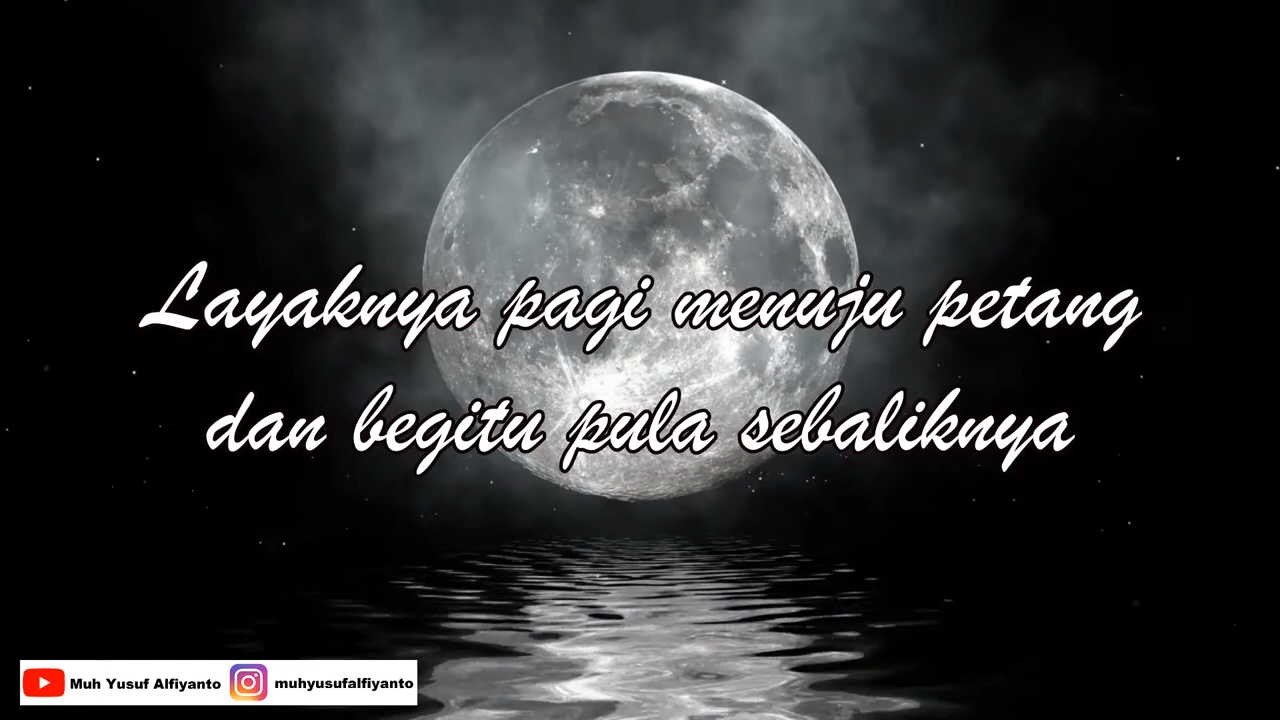 Layaknya pagi menuju petang
dan begitu pula sebaliknya
Muh Yusuf Alfiyanto muhyusufalfiyanto